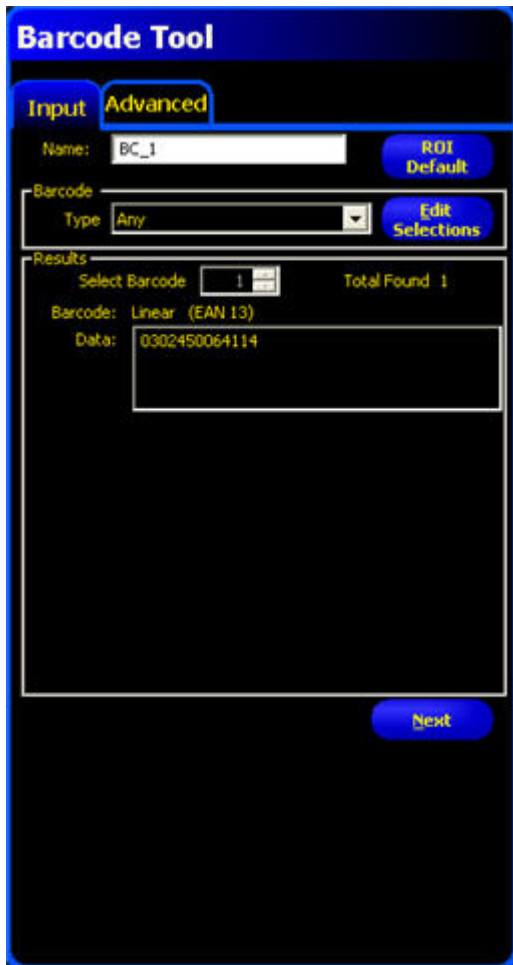 Barcode Tool
Input Advanced
Name: BC_1 ROI Default
Barcode
Type Any Edit Selections
Results
Select Barcode 1 Total Found 1
Barcode: Linear (EAN 13)
Data: 0302450064114
Next